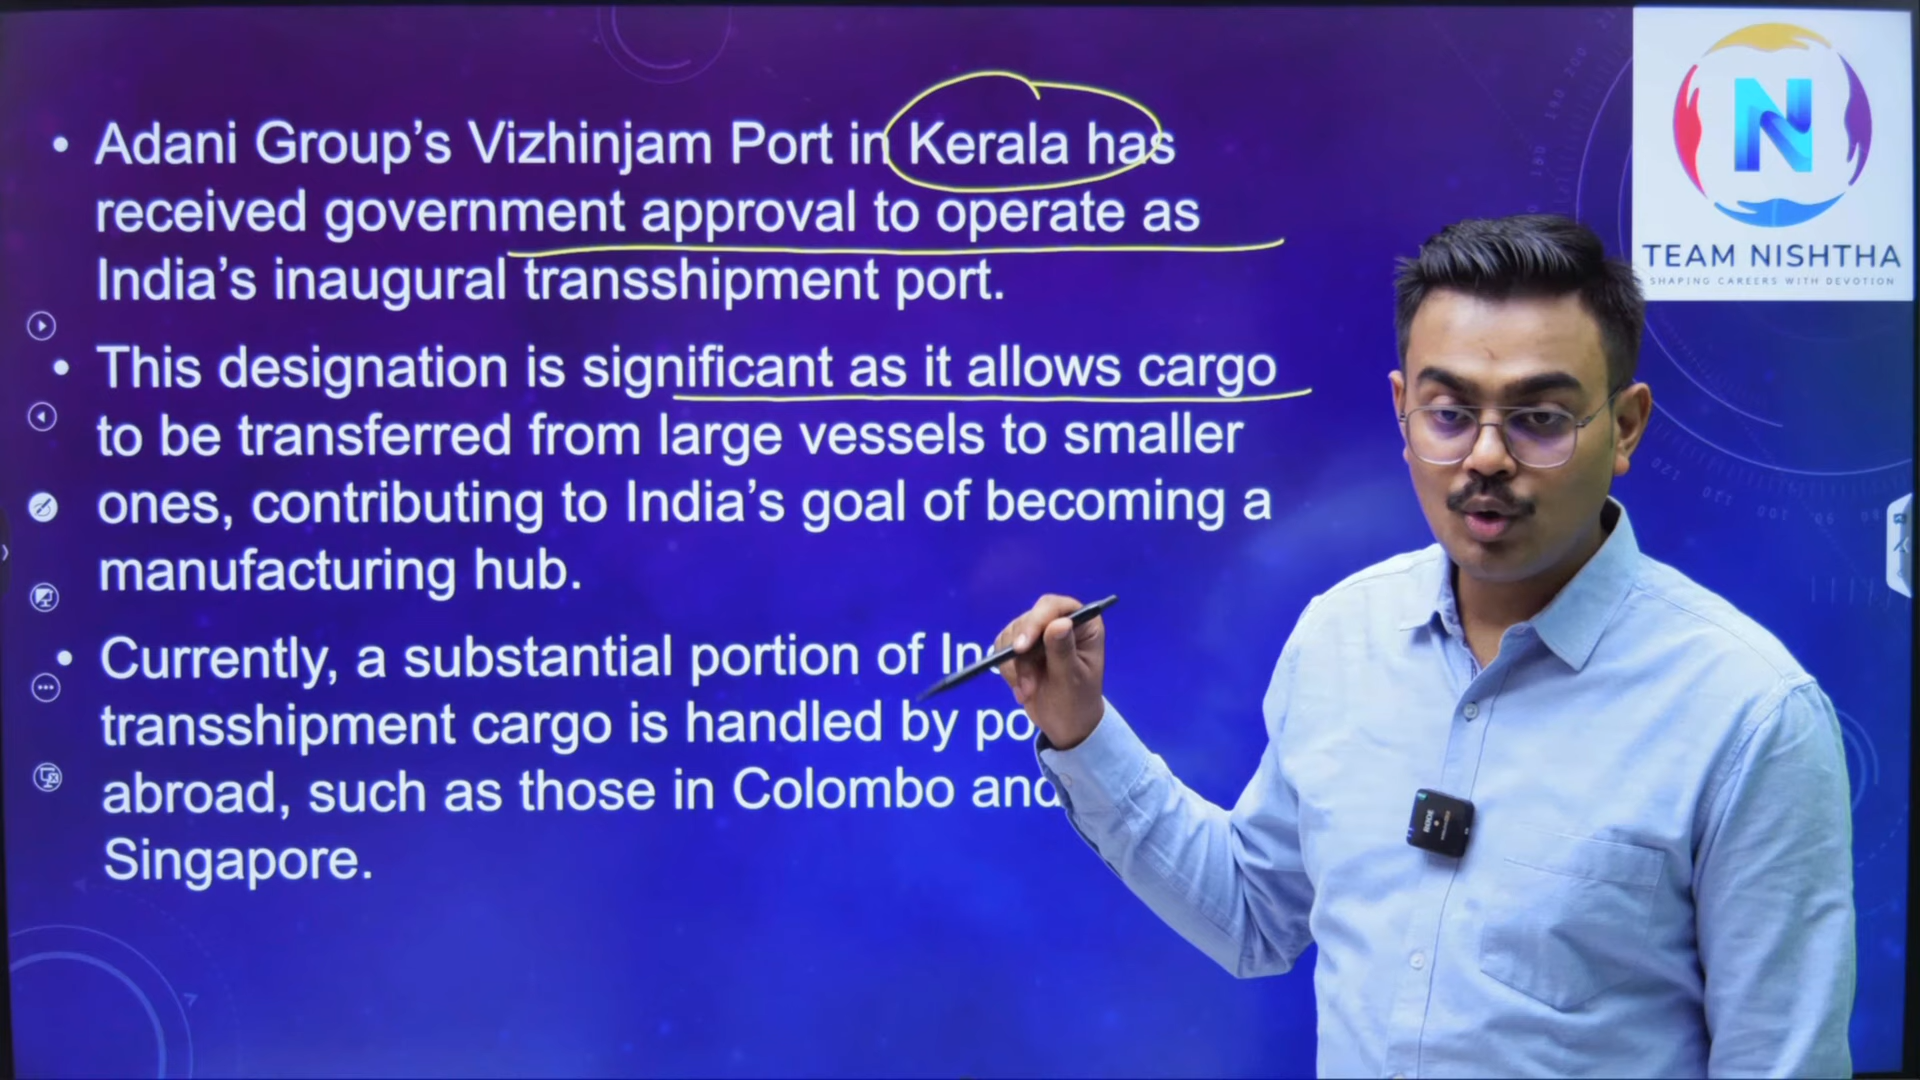 Adani Group’s Vizhinjam Port in Kerala has
received government approval to operate as
India’s inaugural transshipment port.
This designation is significant as it allows cargo
to be transferred from large vessels to smaller
ones, contributing to India’s goal of becoming a
manufacturing hub.
Currently, a substantial portion of
transshipment cargo is handled by
abroad, such as those in Colombo and
Singapore.
N
TEAM NISHTHA
SHAPING CAREERS WITH DEVOTION